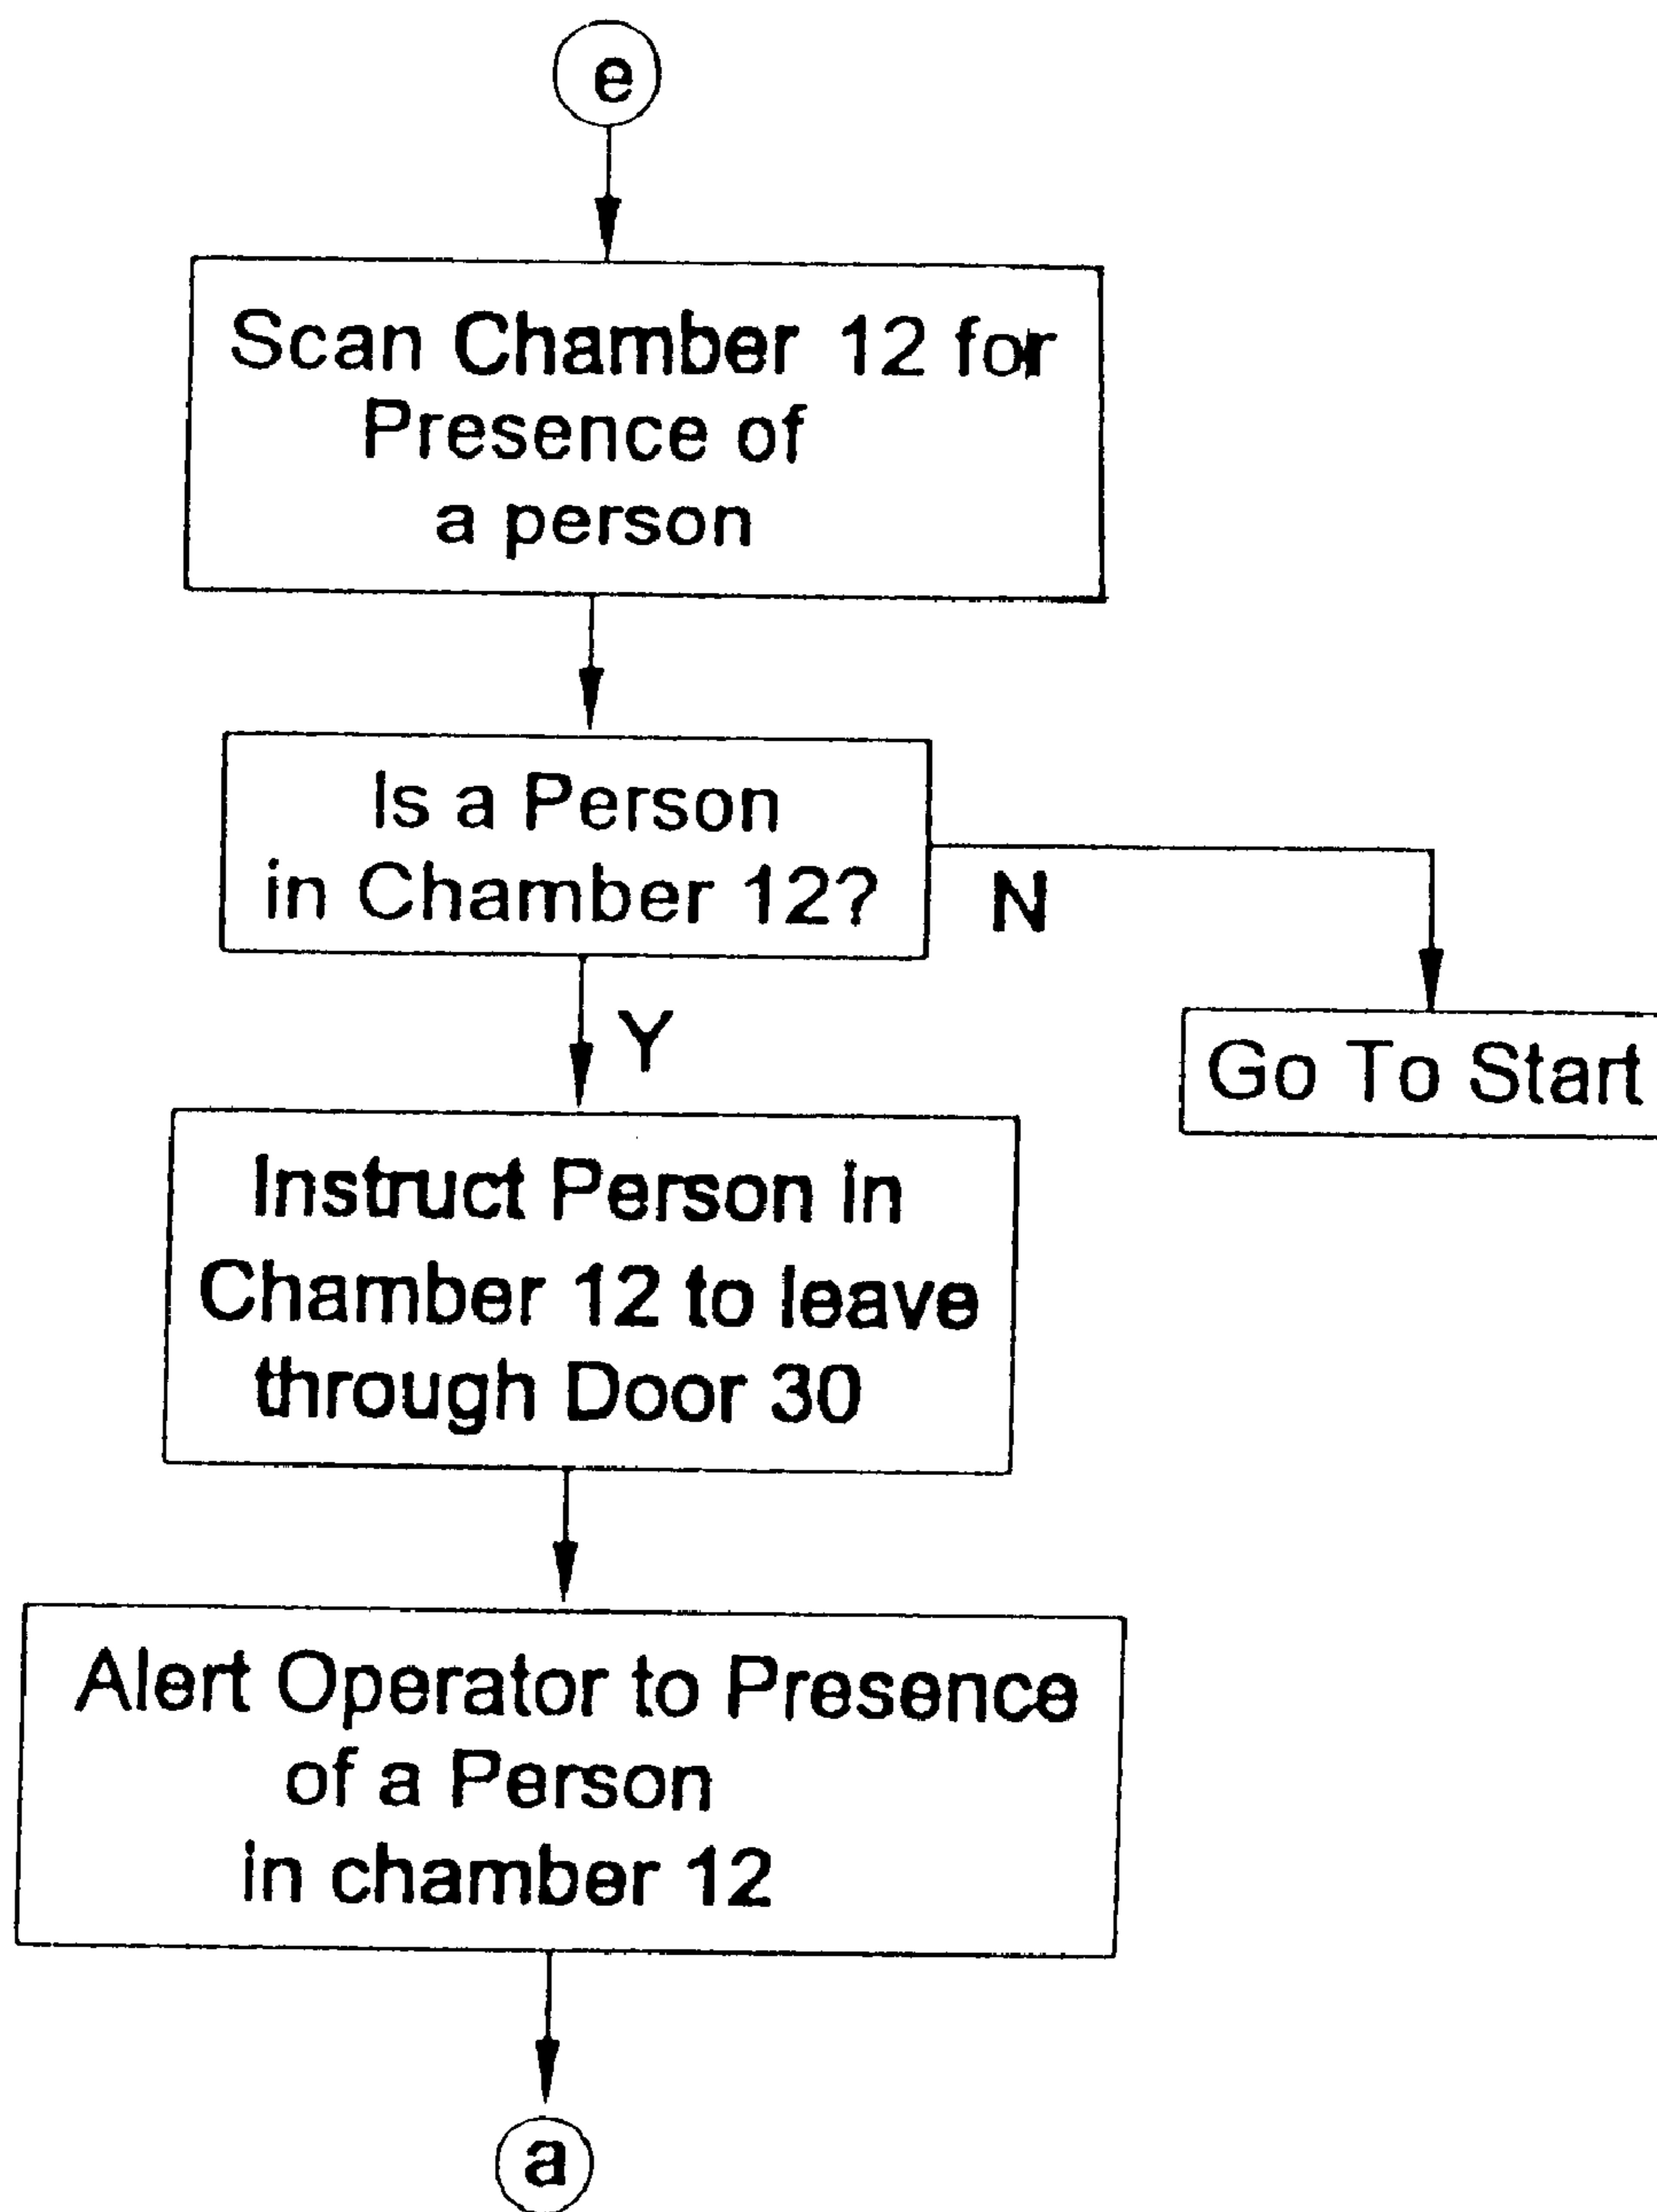 e
Scan Chamber 12 for
Presence of
a person
Is a Person
in Chamber 12?
N
Y
Go To Start
Instruct Person in
Chamber 12 to leave
through Door 30
Alert Operator to Presence
of a Person
in chamber 12
a